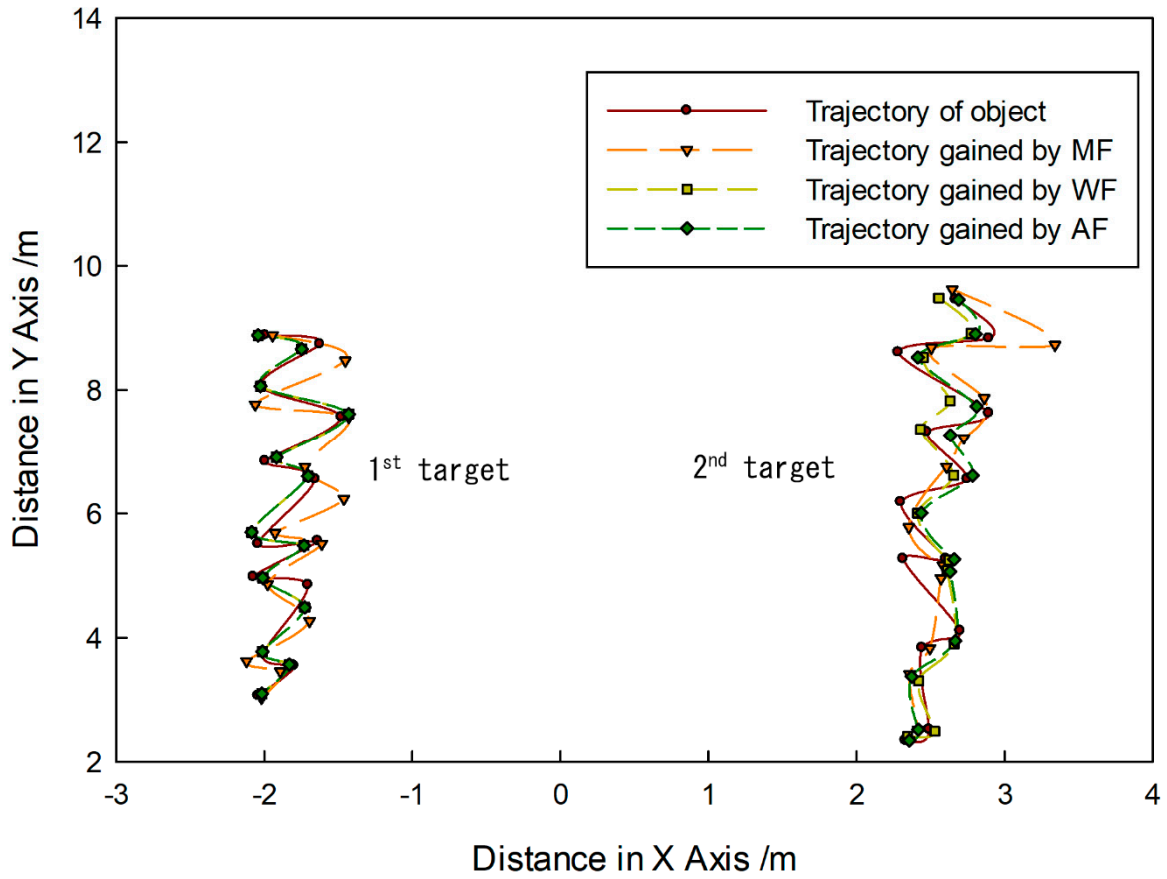 14
12
10
8
6
4
2
-3
-2
-1
0
1
2
3
4
Distance in Y Axis /m
Distance in X Axis /m
Trajectory of object
Trajectory gained by MF
Trajectory gained by WF
Trajectory gained by AF
1st target
2nd target